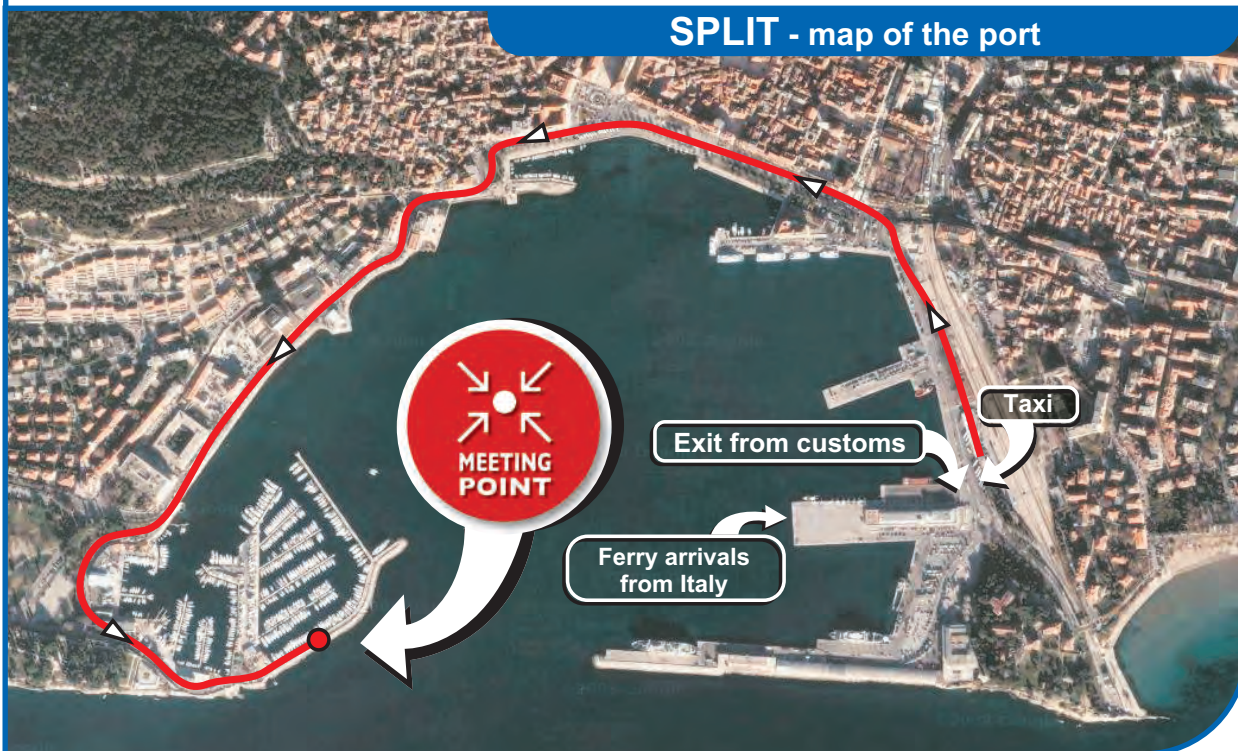 SPLIT - map of the port
Taxi
Exit from customs
MEETING
POINT
Ferry arrivals
from Italy